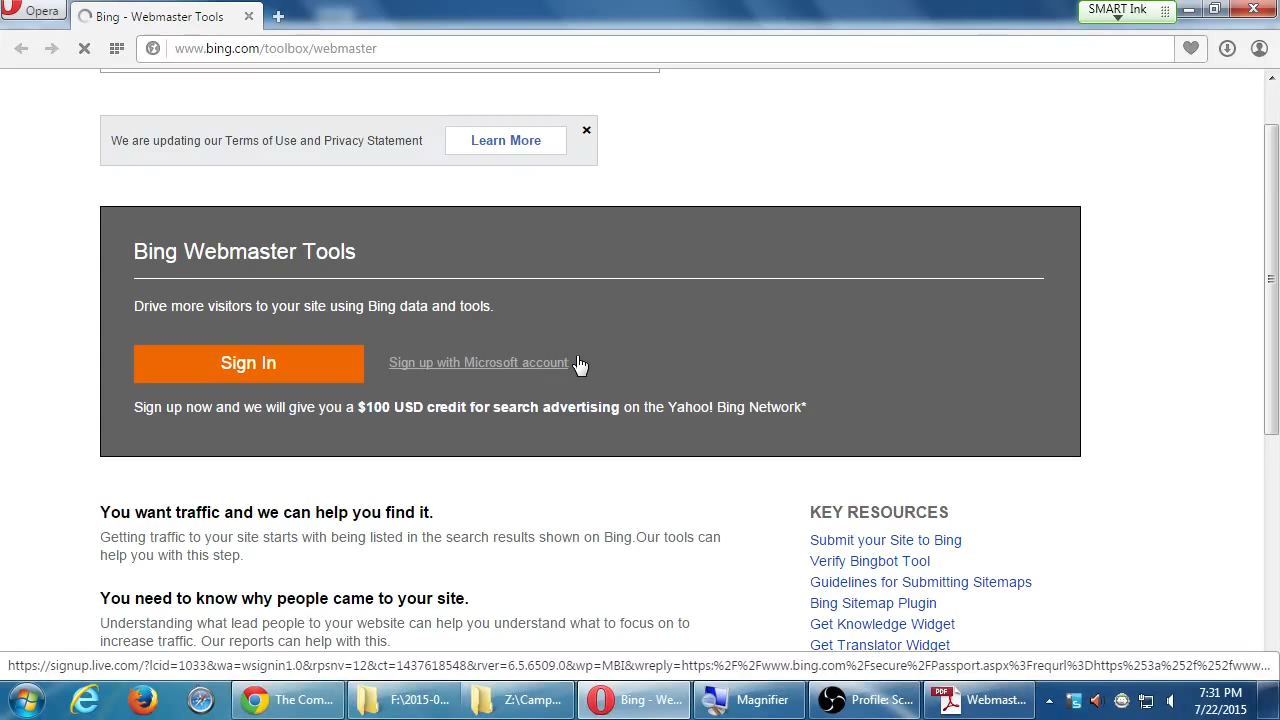 Opera
Bing - Webmaster Tools
SMART Ink
www.bing.com/toolbox/webmaster
We are updating our Terms of Use and Privacy Statement
Learn More
Bing Webmaster Tools
Drive more visitors to your site using Bing data and tools.
Sign In
Sign up with Microsoft account
Sign up now and we will give you a $100 USD credit for search advertising on the Yahoo! Bing Network*
You want traffic and we can help you find it.
Getting traffic to your site starts with being listed in the search results shown on Bing.Our tools can
help you with this step.
You need to know why people came to your site.
Understanding what lead people to your website can help you understand what to focus on to
increase traffic. Our reports can help with this.
KEY RESOURCES
Submit your Site to Bing
Verify Bingbot Tool
Guidelines for Submitting Sitemaps
Bing Sitemap Plugin
Get Knowledge Widget
Get Translator Widget
https://signup.live.com/?lcid=1033&wa=wsignin1.0&rpsnv=12&ct=1437618548&rver=6.5.6509.0&wp=MBI&wreply=https:%2F%2Fwww.bing.com%2Fsecure%2FPassport.aspx%3Frequrl%3Dhttps%253a%252f%252fwww...
The Com...
F:\2015-0...
Z:\Camp...
Bing - We...
Magnifier
Profile: Sc...
PDF
Webmast...
7:31 PM
7/22/2015